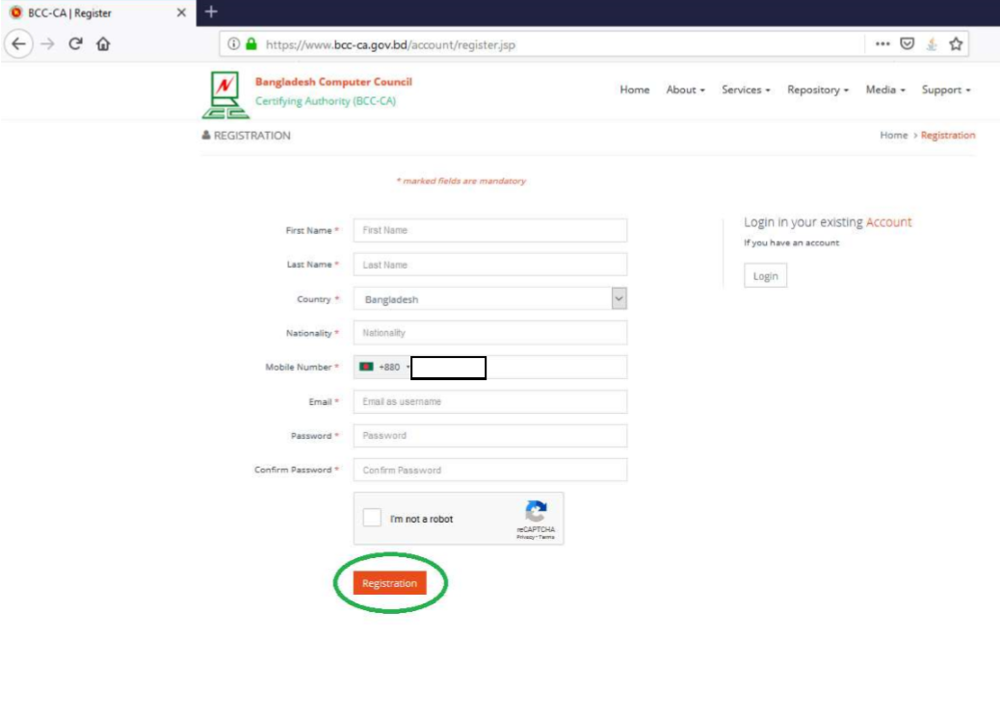 BCC-CA | Register
https://www.bcc-ca.gov.bd/account/register.jsp
Bangladesh Computer Council
Certifying Authority (BCC-CA)
Home About Services Repository Media Support
REGISTRATION
Home > Registration
* marked fields are mandatory
First Name * First Name
Last Name * Last Name
Country * Bangladesh
Nationality * Nationality
Mobile Number * +880
Email * Email as username
Password * Password
Confirm Password * Confirm Password
I'm not a robot
reCAPTCHA
Privacy - Terms
Registration
Login in your existing Account
If you have an account
Login